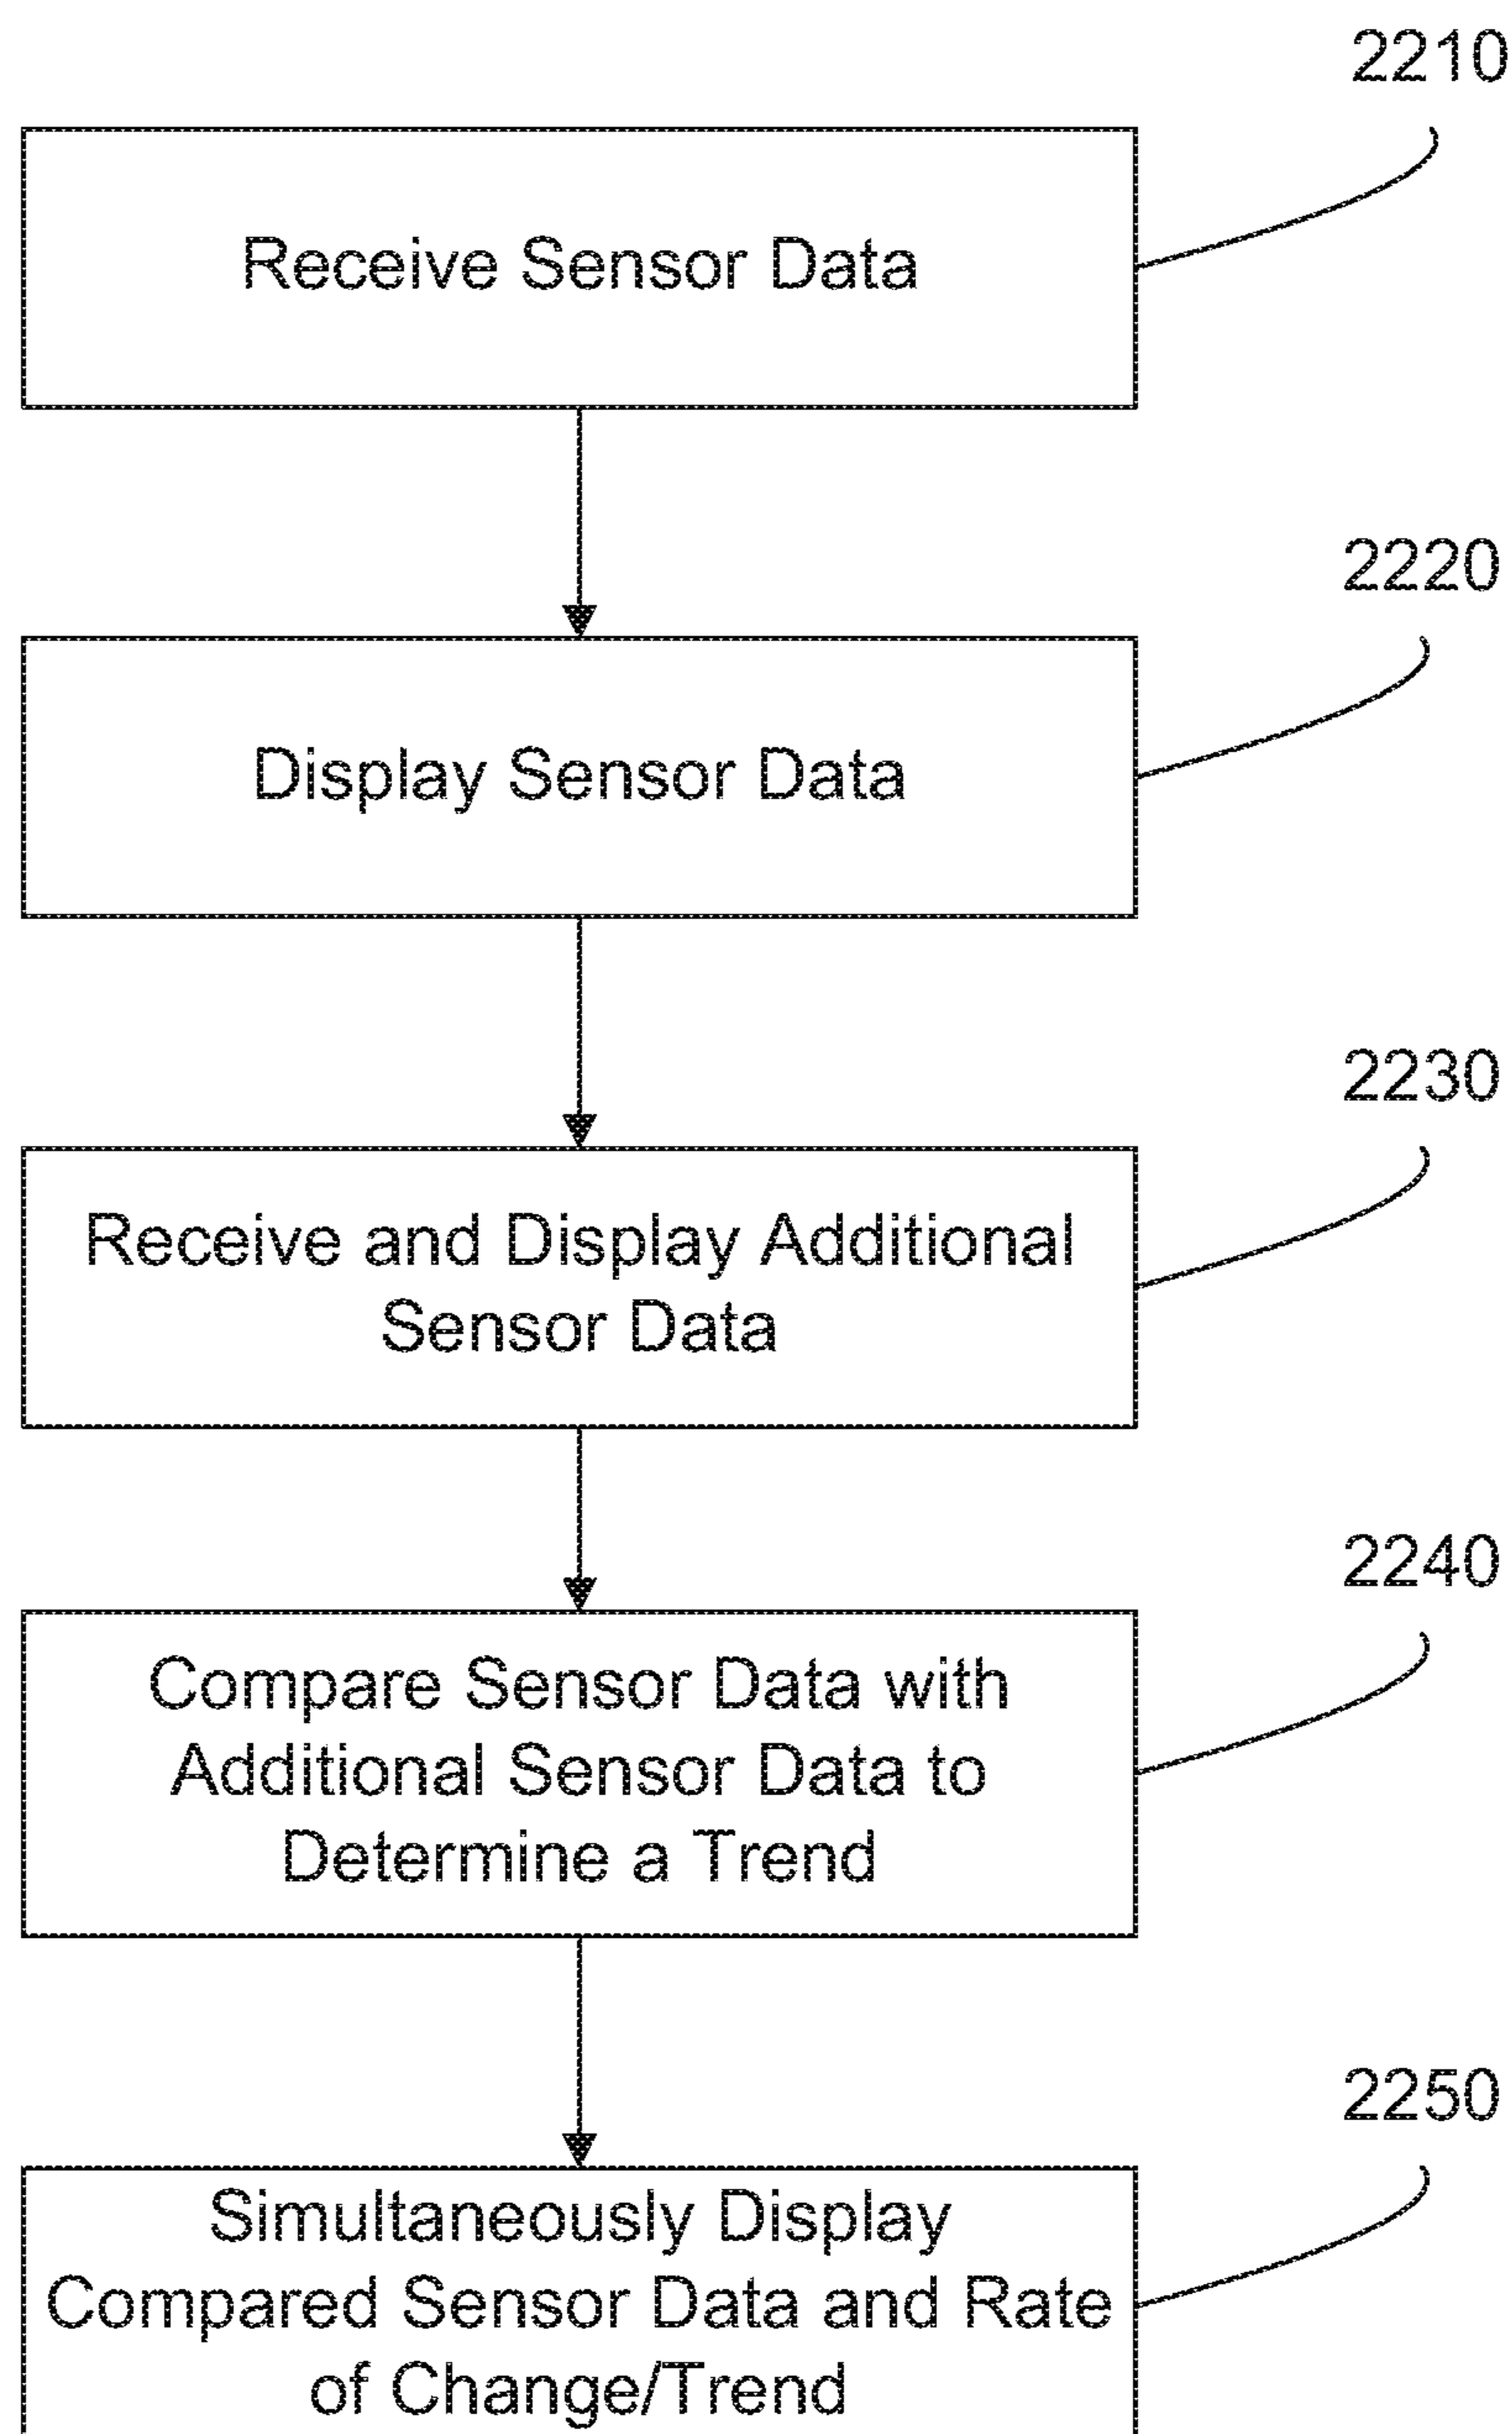 2210
Receive Sensor Data
2220
Display Sensor Data
2230
Receive and Display Additional
Sensor Data
2240
Compare Sensor Data with
Additional Sensor Data to
Determine a Trend
2250
Simultaneously Display
Compared Sensor Data and Rate
of Change/Trend